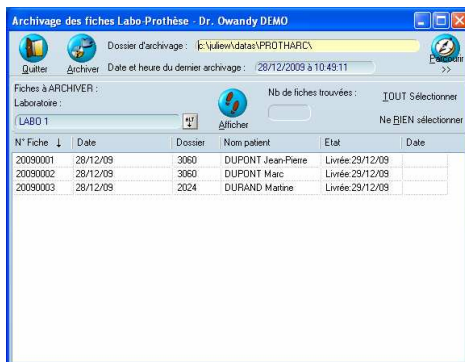 Archivage des fiches Labo-Prothèse - Dr. Owandy DEMO
Dossier d'archivage : c:\juliew\datas\PROTHARC\
Quitter Archiver Date et heure du dernier archivage : 28/12/2009 à 10:49:11 Parcourir >>
Fiches à ARCHIVER :
Laboratoire :
Nb de fiches trouvées :
TOUT Sélectionner
LABO 1
Afficher
Ne RIEN sélectionner
N° Fiche ↓ Date Dossier Nom patient Etat Date
20090001 28/12/09 3060 DUPONT Jean-Pierre Livrée:29/12/09
20090002 28/12/09 3060 DUPONT Marc Livrée:29/12/09
20090003 28/12/09 2024 DURAND Martine Livrée:29/12/09